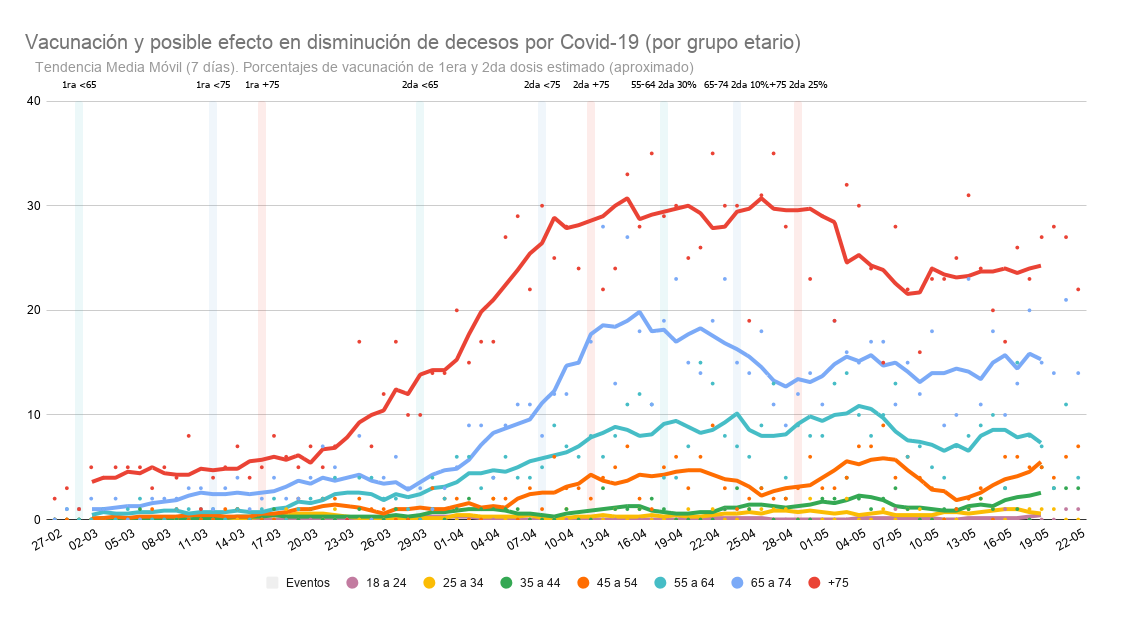 Vacunación y posible efecto en disminución de decesos por Covid-19 (por grupo etario)
Tendencia Media Móvil (7 días). Porcentajes de vacunación de 1era y 2da dosis estimado (aproximado)
1ra <65 1ra <75 1ra +75 2da <65 2da <75 2da +75 55-64 2da 30% 65-74 2da 10% +75 2da 25%
40
30
20
10
0
27-02 02-03 05-03 08-03 11-03 14-03 17-03 20-03 23-03 26-03 29-03 01-04 04-04 07-04 10-04 13-04 16-04 19-04 22-04 25-04 28-04 01-05 04-05 07-05 10-05 13-05 16-05 19-05 22-05
Eventos 18 a 24 25 a 34 35 a 44 45 a 54 55 a 64 65 a 74 +75